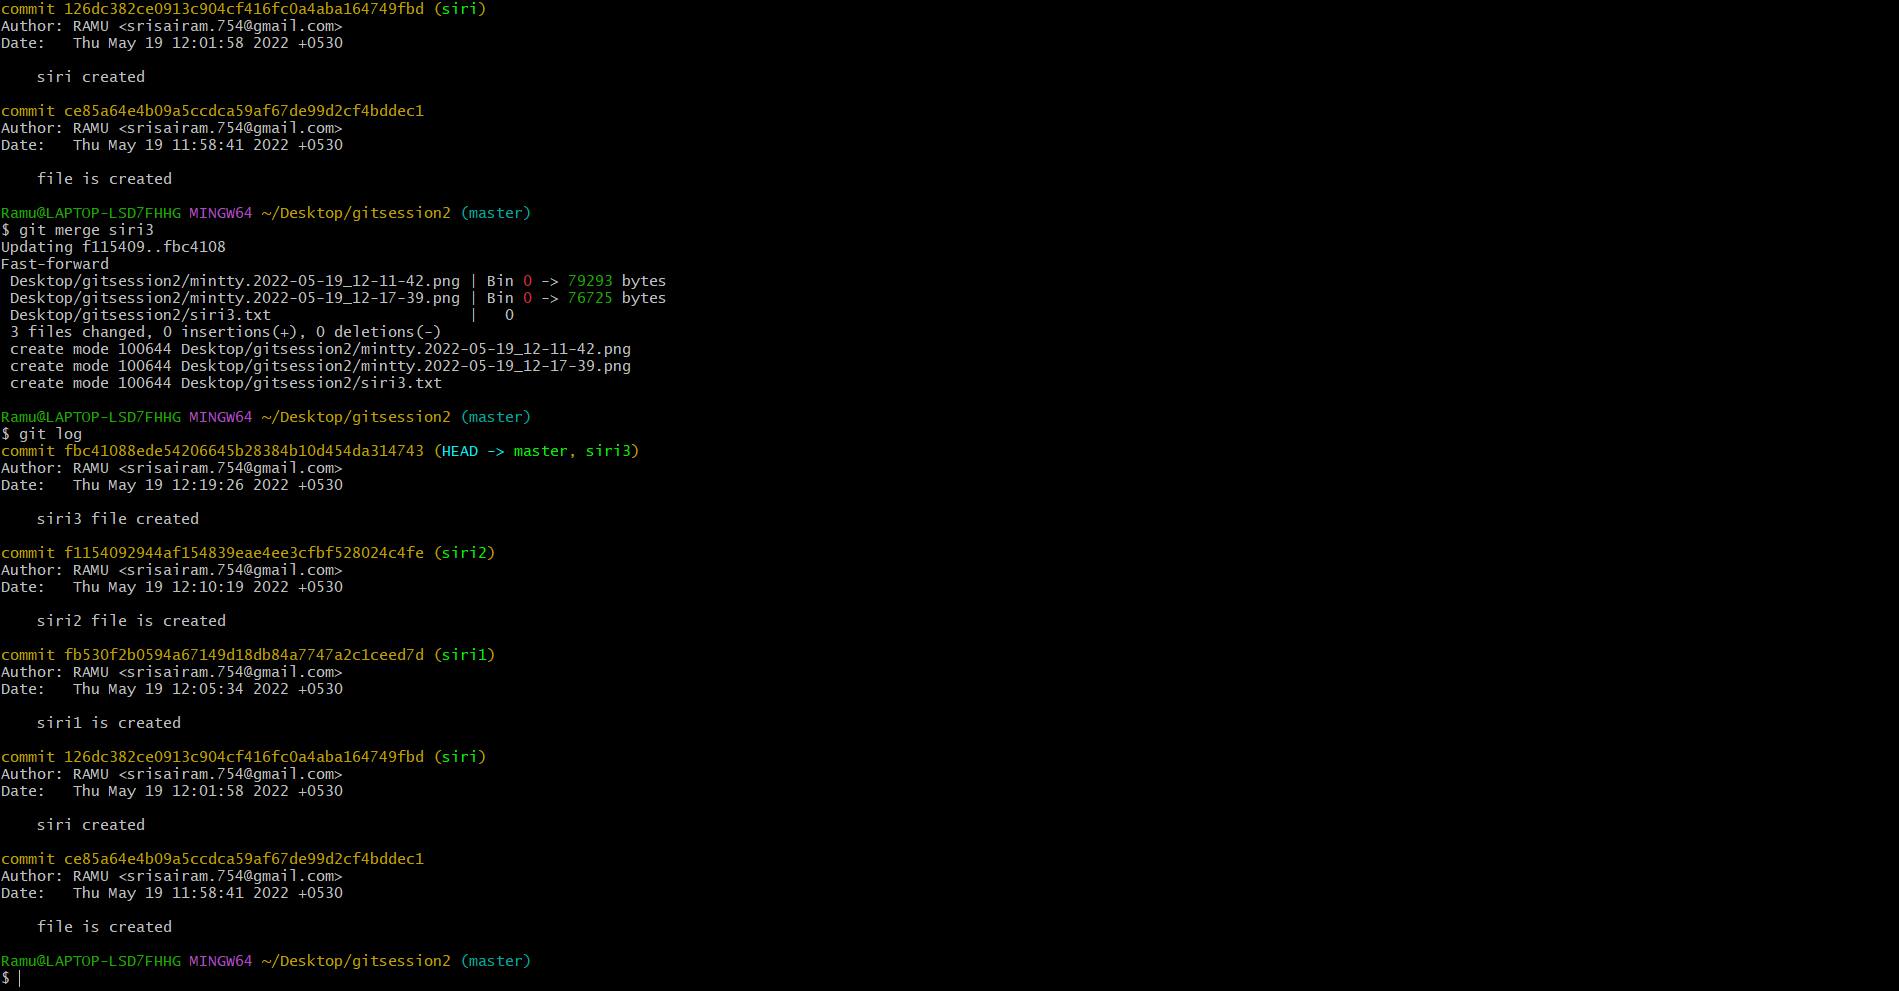 commit 126dc382ce0913c904cf416fc0a4aba164749fbd (siri)
Author: RAMU <srisairam.754@gmail.com>
Date:   Thu May 19 12:01:58 2022 +0530
    siri created
commit ce85a64e4b09a5ccdca59af67de99d2cf4bddec1
Author: RAMU <srisairam.754@gmail.com>
Date:   Thu May 19 11:58:41 2022 +0530
    file is created
Ramu@LAPTOP-LSD7FHHG MINGW64 ~/Desktop/gitsession2 (master)
$ git merge siri3
Updating f115409..fbc4108
Fast-forward
 Desktop/gitsession2/mintty.2022-05-19_12-11-42.png | Bin 0 -> 79293 bytes
 Desktop/gitsession2/mintty.2022-05-19_12-17-39.png | Bin 0 -> 76725 bytes
 Desktop/gitsession2/siri3.txt                      |   0
 3 files changed, 0 insertions(+), 0 deletions(-)
 create mode 100644 Desktop/gitsession2/mintty.2022-05-19_12-11-42.png
 create mode 100644 Desktop/gitsession2/mintty.2022-05-19_12-17-39.png
 create mode 100644 Desktop/gitsession2/siri3.txt
Ramu@LAPTOP-LSD7FHHG MINGW64 ~/Desktop/gitsession2 (master)
$ git log
commit fbc41088ede54206645b28384b10d454da314743 (HEAD -> master, siri3)
Author: RAMU <srisairam.754@gmail.com>
Date:   Thu May 19 12:19:26 2022 +0530
    siri3 file created
commit f1154092944af154839eae4ee3cfbf528024c4fe (siri2)
Author: RAMU <srisairam.754@gmail.com>
Date:   Thu May 19 12:10:19 2022 +0530
    siri2 file is created
commit fb530f2b0594a67149d18db84a7747a2c1ceed7d (siri1)
Author: RAMU <srisairam.754@gmail.com>
Date:   Thu May 19 12:05:34 2022 +0530
    siri1 is created
commit 126dc382ce0913c904cf416fc0a4aba164749fbd (siri)
Author: RAMU <srisairam.754@gmail.com>
Date:   Thu May 19 12:01:58 2022 +0530
    siri created
commit ce85a64e4b09a5ccdca59af67de99d2cf4bddec1
Author: RAMU <srisairam.754@gmail.com>
Date:   Thu May 19 11:58:41 2022 +0530
    file is created
Ramu@LAPTOP-LSD7FHHG MINGW64 ~/Desktop/gitsession2 (master)
$